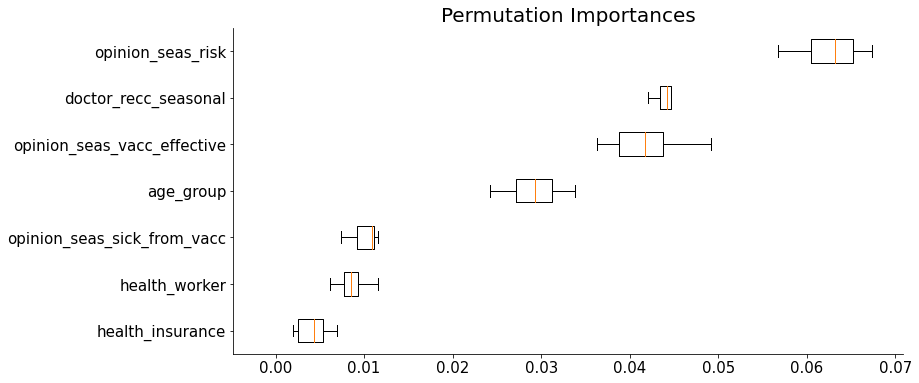 Permutation Importances
opinion_seas_risk
doctor_recc_seasonal
opinion_seas_vacc_effective
age_group
opinion_seas_sick_from_vacc
health_worker
health_insurance
0.00 0.01 0.02 0.03 0.04 0.05 0.06 0.07